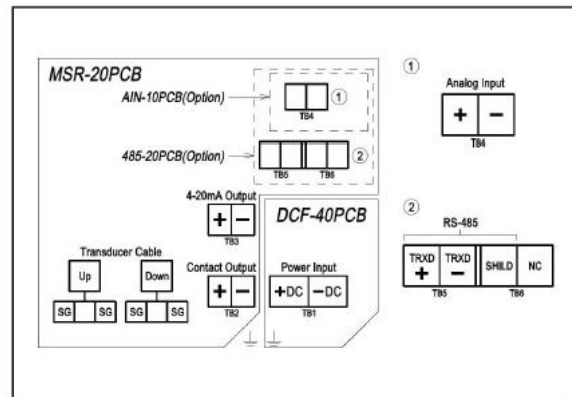 MSR-20PCB
AIN-10PCB(Option)
①
TB4
485-20PCB(Option)
②
TB5 TB6
4-20mA Output
+ −
TB3
DCF-40PCB
Transducer Cable
Up Down
SG SG SG SG
Contact Output
+ −
TB2
Power Input
+DC −DC
TB1
①
Analog Input
+ −
TB4
②
RS-485
TRXD + TRXD − SHILD NC
TB5 TB6